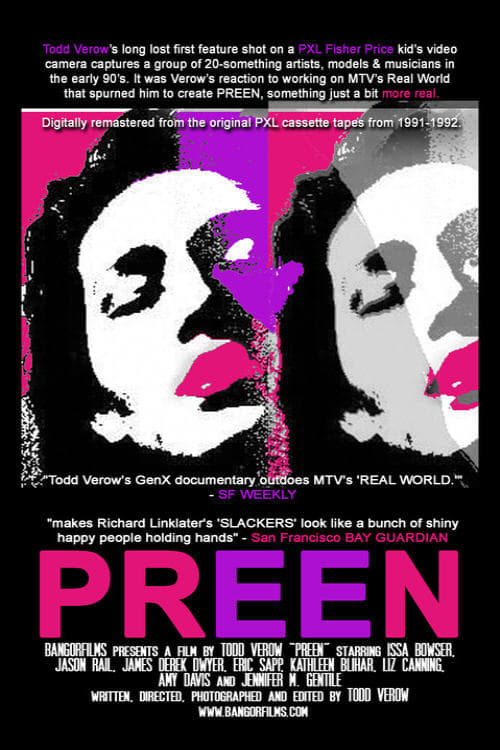 Todd Verow's long lost first feature shot on a PXL Fisher Price kid's video
camera captures a group of 20-something artists, models & musicians in
the early 90's. It was Verow's reaction to working on MTV's Real World
that spurned him to create PREEN, something just a bit more real.
Digitally remastered from the original PXL cassette tapes from 1991-1992.
"Todd Verow's GenX documentary outdoes MTV's 'REAL WORLD.'"
- SF WEEKLY
"makes Richard Linklater's 'SLACKERS' look like a bunch of shiny
happy people holding hands" - San Francisco BAY GUARDIAN
PREEN
BANGORFILMS PRESENTS A FILM BY TODD VEROW "PREEN" STARRING ISSA BOWSER,
JASON RAIL, JAMES DEREK DWYER, ERIC SAPP, KATHLEEN BLIHAR, LIZ CANNING,
AMY DAVIS AND JENNIFER M. GENTILE
WRITTEN, DIRECTED, PHOTOGRAPHED AND EDITED BY TODD VEROW
WWW.BANGORFILMS.COM